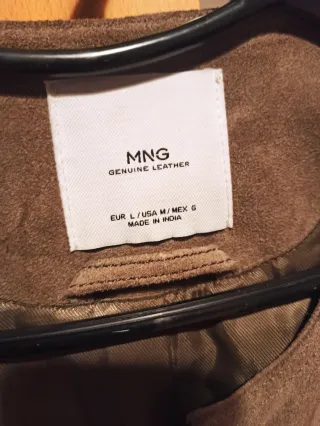 MNG
GENUINE LEATHER
EUR L / USA M / MEX G
MADE IN INDIA